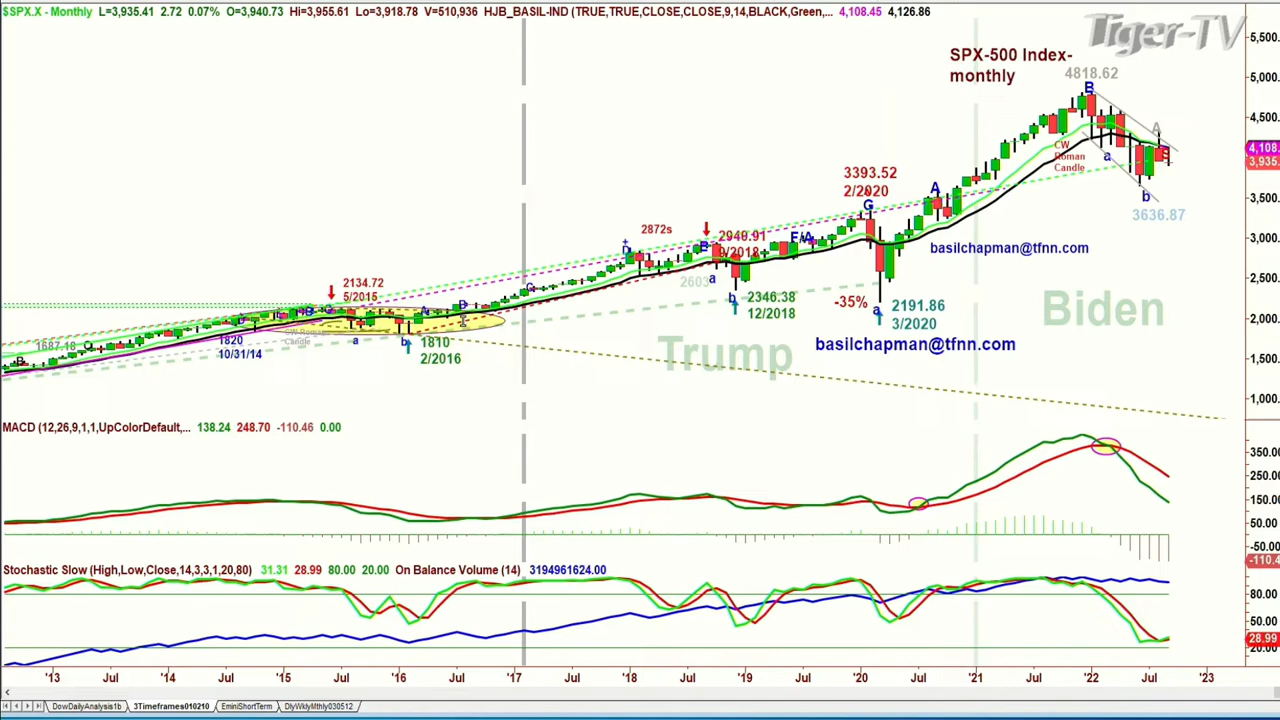 $SPX.X - Monthly L=3,935.41 2.72 0.07% O=3,940.73 Hi=3,955.61 Lo=3,918.78 V=510,936 HJB_BASIL-IND (TRUE,TRUE,CLOSE,CLOSE,9,14,BLACK,Green,... 4,108.45 4,126.86
Tiger-TV
SPX-500 Index-
monthly
4818.62
B
5,500
5,000
4,500
4,108.
3,935.
3,500
3,000
2,500
2,000
1,500
1,000
A
S
CW
Roman
Candle
a
b
3636.87
3393.52
2/2020
G
A
F/A
basilchapman@tfnn.com
2872s
D
2940.91
9/2018
B
a
2603
b
2346.38
12/2018
-35%
a
2191.86
3/2020
basilchapman@tfnn.com
Biden
Trump
2134.72
5/2015
G
B
A
D
G
1687.18
1820
10/31/14
CW Roman
Candle
a
b
1810
2/2016
MACD (12,26,9,1,1,UpColorDefault,... 138.24 248.70 -110.46 0.00
350.00
250.00
150.00
50.00
-50.00
-110.4
Stochastic Slow (High,Low,Close,14,3,3,1,20,80) 31.31 28.99 80.00 20.00 On Balance Volume (14) 3194961624.00
80.00
50.00
28.99
20.00
'13 Jul '14 Jul '15 Jul '16 Jul '17 Jul '18 Jul '19 Jul '20 Jul '21 Jul '22 Jul '23
DowDailyAnalysis1b 3Timeframes010210 EminiShortTerm DlyWklyMthly030512